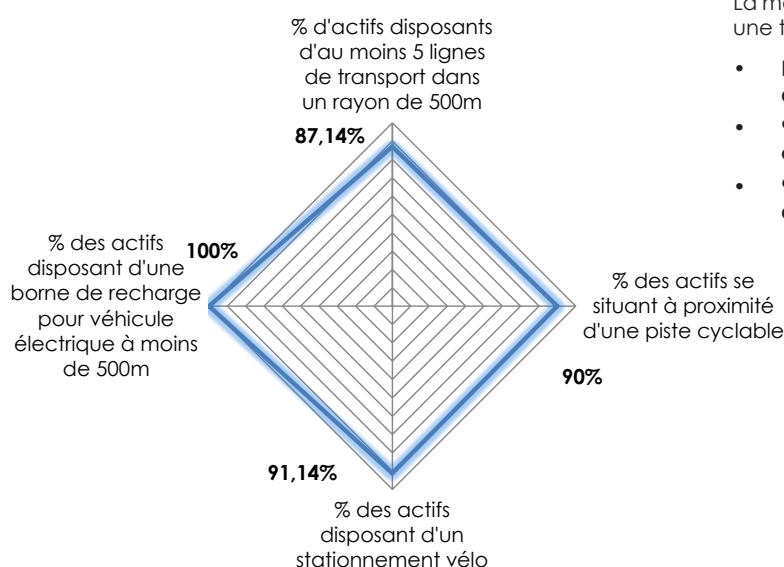 % d'actifs disposants
d'au moins 5 lignes
de transport dans
un rayon de 500m
87,14%
% des actifs
disposant d'une
borne de recharge
pour véhicule
électrique à moins
de 500m
100%
% des actifs se
situant à proximité
d'une piste cyclable
90%
91,14%
% des actifs
disposant d'un
stationnement vélo
une
•
•
•